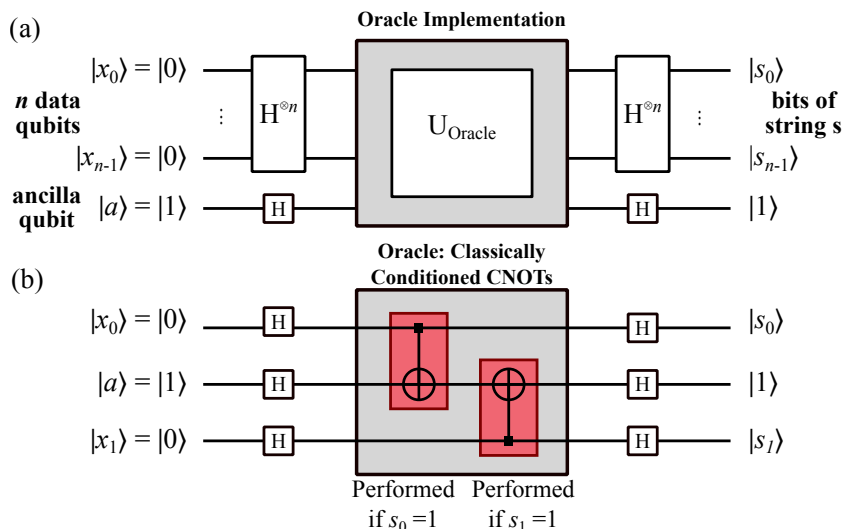 Oracle Implementation
(a)
|x₀⟩ = |0⟩
n data
qubits
⋮
|xₙ₋₁⟩ = |0⟩
ancilla
qubit
|a⟩ = |1⟩
H⊗ⁿ
H
U_Oracle
H⊗ⁿ
H
⋮
|s₀⟩
bits of
string s
|sₙ₋₁⟩
|1⟩
Oracle: Classically
Conditioned CNOTs
(b)
|x₀⟩ = |0⟩ H H |s₀⟩
|a⟩ = |1⟩ H H |1⟩
|x₁⟩ = |0⟩ H H |s₁⟩
Performed
if s₀ =1
Performed
if s₁ =1